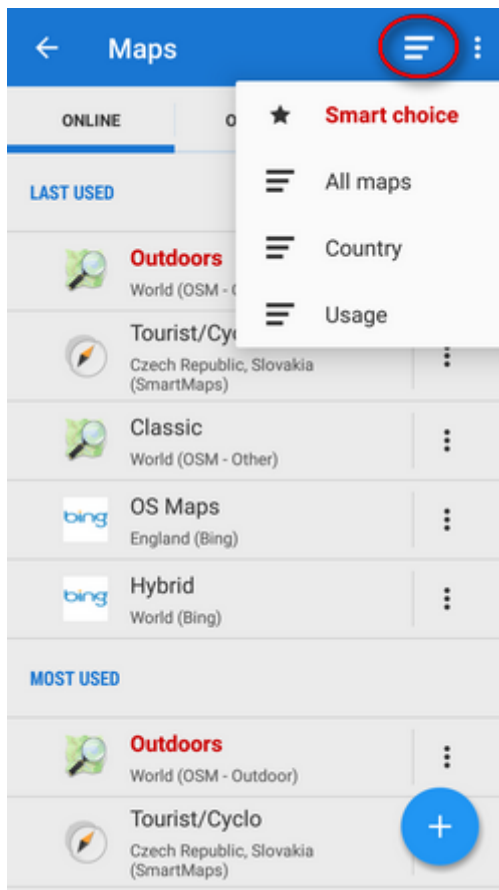 Maps
Smart choice
All maps
Country
Usage
ONLINE
O
LAST USED
Outdoors
World (OSM -
Tourist/Cy
Czech Republic, Slovakia
(SmartMaps)
Classic
World (OSM - Other)
bing
OS Maps
England (Bing)
bing
Hybrid
World (Bing)
MOST USED
Outdoors
World (OSM - Outdoor)
Tourist/Cyclo
Czech Republic, Slovakia
(SmartMaps)